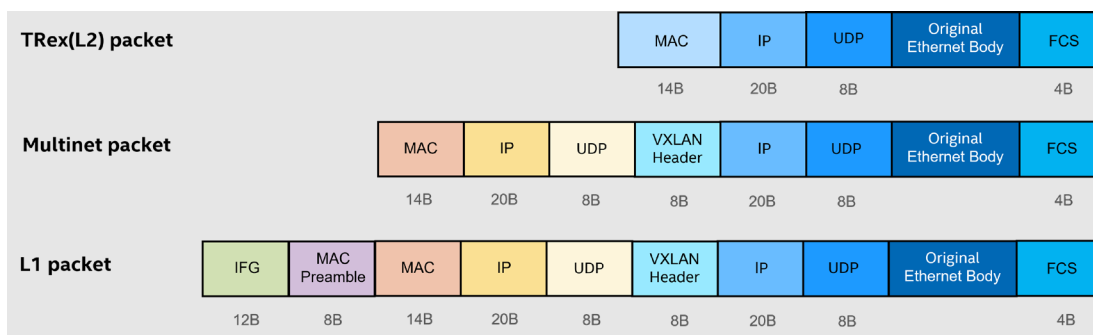 TRex(L2) packet
MAC
IP
UDP
Original
Ethernet Body
FCS
14B
20B
8B
4B
Multinet packet
MAC
IP
UDP
VXLAN
Header
IP
UDP
Original
Ethernet Body
FCS
14B
20B
8B
8B
20B
8B
4B
L1 packet
IFG
MAC
Preamble
MAC
IP
UDP
VXLAN
Header
IP
UDP
Original
Ethernet Body
FCS
12B
8B
14B
20B
8B
8B
20B
8B
4B